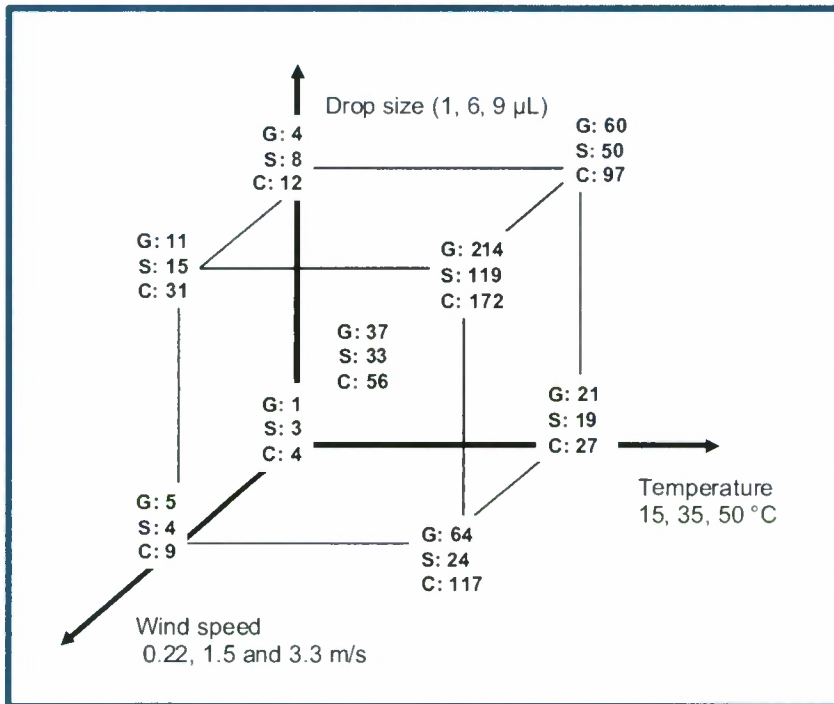 Drop size (1, 6, 9 µL)
G: 4
S: 8
C: 12
G: 60
S: 50
C: 97
G: 11
S: 15
C: 31
G: 214
S: 119
C: 172
G: 37
S: 33
C: 56
G: 1
S: 3
C: 4
G: 21
S: 19
C: 27
Temperature
15, 35, 50 °C
G: 5
S: 4
C: 9
G: 64
S: 24
C: 117
Wind speed
0.22, 1.5 and 3.3 m/s